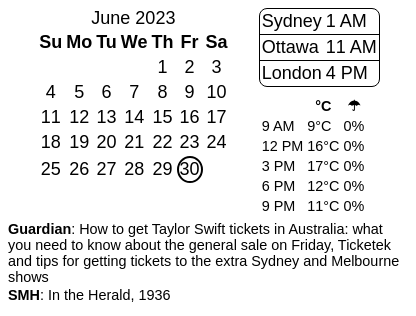 June 2023
Su Mo Tu We Th Fr Sa
1 2 3
4 5 6 7 8 9 10
11 12 13 14 15 16 17
18 19 20 21 22 23 24
25 26 27 28 29 30
Sydney 1 AM
Ottawa 11 AM
London 4 PM
°C ☂
9 AM 9°C 0%
12 PM 16°C 0%
3 PM 17°C 0%
6 PM 12°C 0%
9 PM 11°C 0%
Guardian: How to get Taylor Swift tickets in Australia: what
you need to know about the general sale on Friday, Ticketek
and tips for getting tickets to the extra Sydney and Melbourne
shows
SMH: In the Herald, 1936